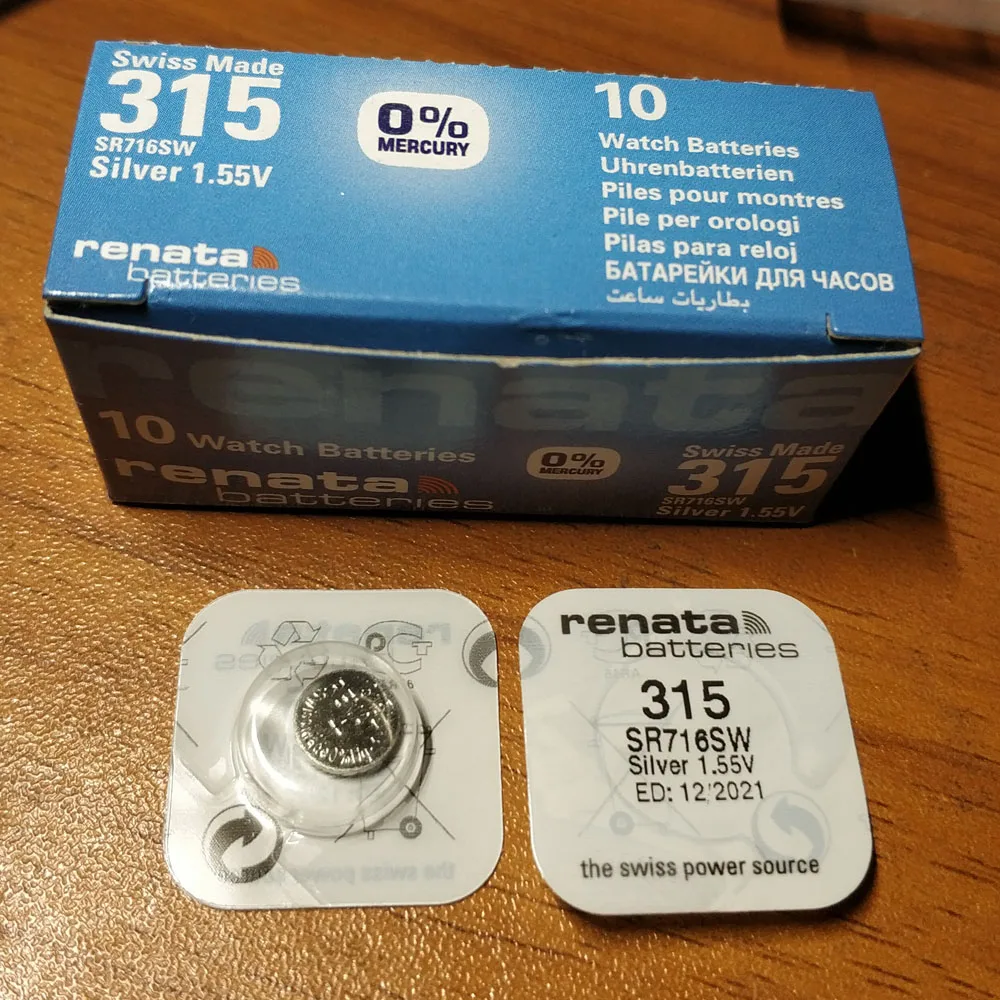 Swiss Made
315
SR716SW
Silver 1.55V
0%
MERCURY
renata
batteries
10
Watch Batteries
Uhrenbatterien
Piles pour montres
Pile per orologi
Pilas para reloj
БАТАРЕЙКИ ДЛЯ ЧАСОВ
بطاريات ساعت
renata
10 Watch Batteries
renata
batteries
0%
MERCURY
Swiss Made
315
SR716SW
Silver 1.55V
renata
batteries
315
SR716SW
Silver 1.55V
ED: 12/2021
the swiss power source